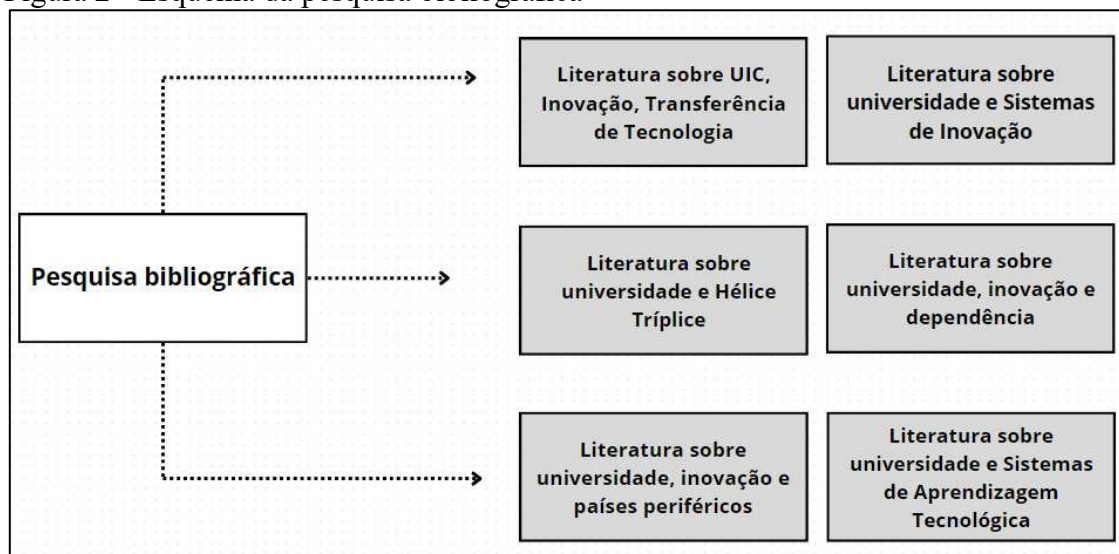 Pesquisa bibliográfica
Literatura sobre UIC,
Inovação, Transferência
de Tecnologia
Literatura sobre
universidade e Sistemas
de Inovação
Literatura sobre
universidade e Hélice
Tríplice
Literatura sobre
universidade, inovação e
dependência
Literatura sobre
universidade, inovação e
países periféricos
Literatura sobre
universidade e Sistemas
de Aprendizagem
Tecnológica